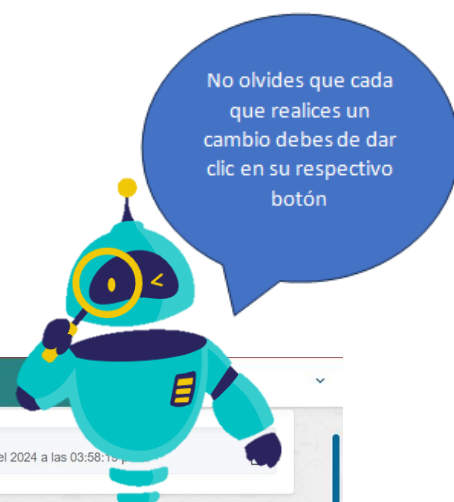 No olvides que cada
que realices un
cambio debes de dar
clic en su respectivo
botón
el 2024 a las 03:58: